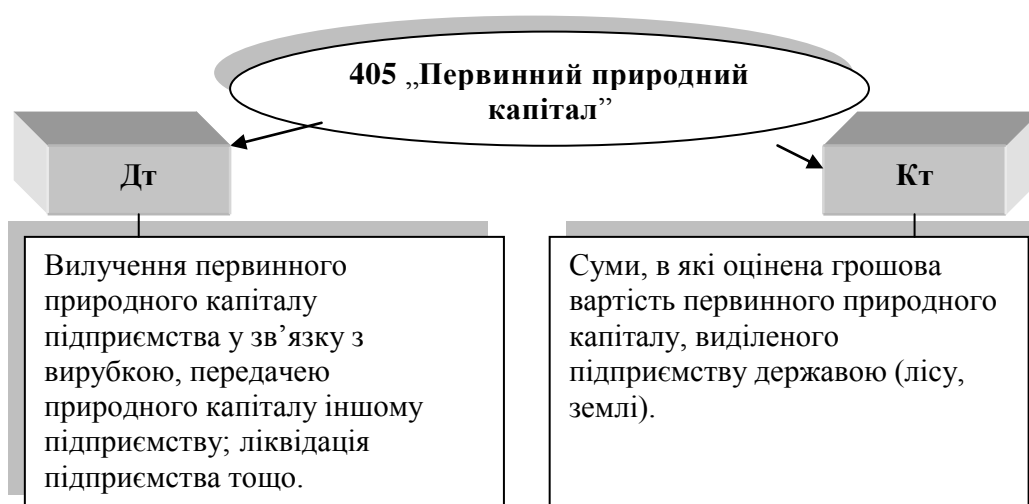 405 „Первинний природний
капітал”
Дт
Кт
Вилучення первинного
природного капіталу
підприємства у зв’язку з
вирубкою, передачею
природного капіталу іншому
підприємству; ліквідація
підприємства тощо.
Суми, в які оцінена грошова
вартість первинного природного
капіталу, виділеного
підприємству державою (лісу,
землі).